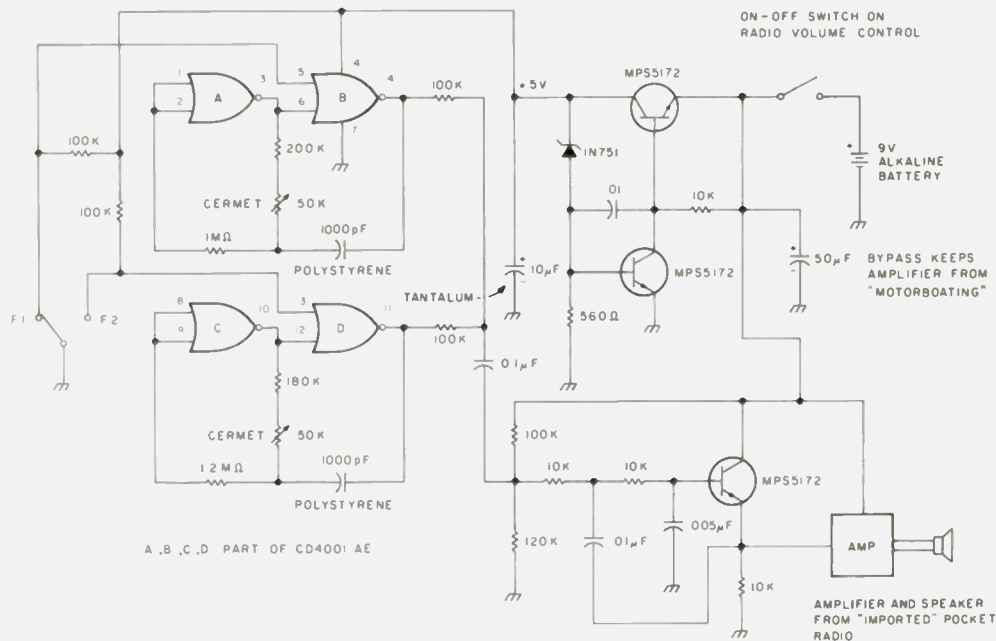 ON-OFF SWITCH ON
RADIO VOLUME CONTROL
1
2
A
3
5
6
B
4
4
7
100K
+5V
MPS5172
9V
ALKALINE
BATTERY
1N751
.01
10K
100K
100K
200K
CERMET
50K
1MΩ
1000pF
POLYSTYRENE
TANTALUM
10µF
MPS5172
50µF
BYPASS KEEPS
AMPLIFIER FROM
"MOTORBOATING"
560Ω
F1
F2
8
9
C
10
3
12
D
11
100K
0.1µF
180K
CERMET
50K
1.2MΩ
1000pF
POLYSTYRENE
100K
10K
10K
MPS5172
120K
.01µF
.005µF
10K
AMP
A,B,C,D PART OF CD4001AE
AMPLIFIER AND SPEAKER
FROM "IMPORTED" POCKET
RADIO